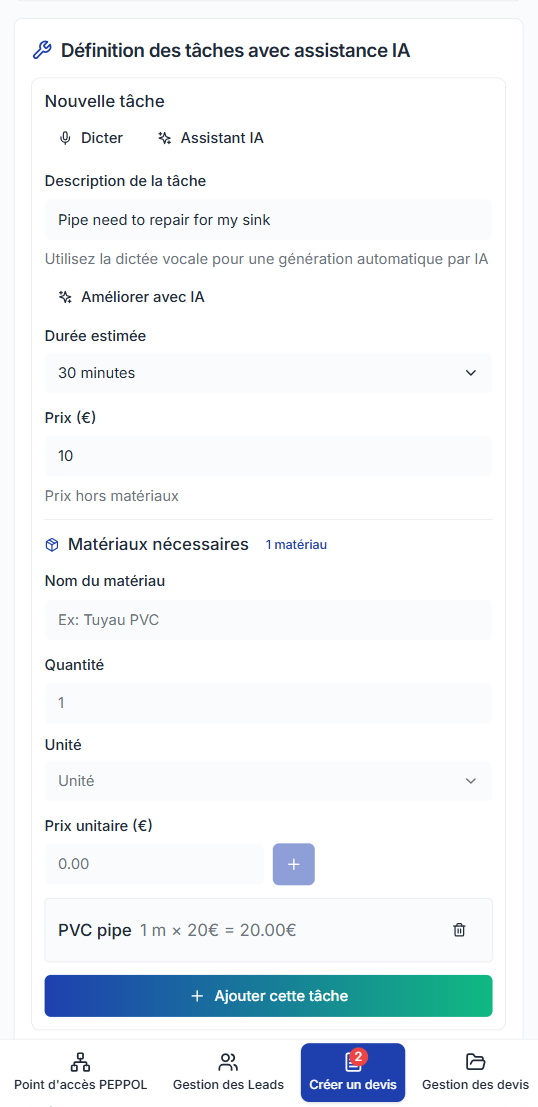 Définition des tâches avec assistance IA
Nouvelle tâche
Dicter
Assistant IA
Description de la tâche
Pipe need to repair for my sink
Utilisez la dictée vocale pour une génération automatique par IA
Améliorer avec IA
Durée estimée
30 minutes
Prix (€)
10
Prix hors matériaux
Matériaux nécessaires 1 matériau
Nom du matériau
Ex: Tuyau PVC
Quantité
1
Unité
Unité
Prix unitaire (€)
0.00
+
PVC pipe 1 m × 20€ = 20.00€
+ Ajouter cette tâche
2
Point d'accès PEPPOL
Gestion des Leads
Créer un devis
Gestion des devis